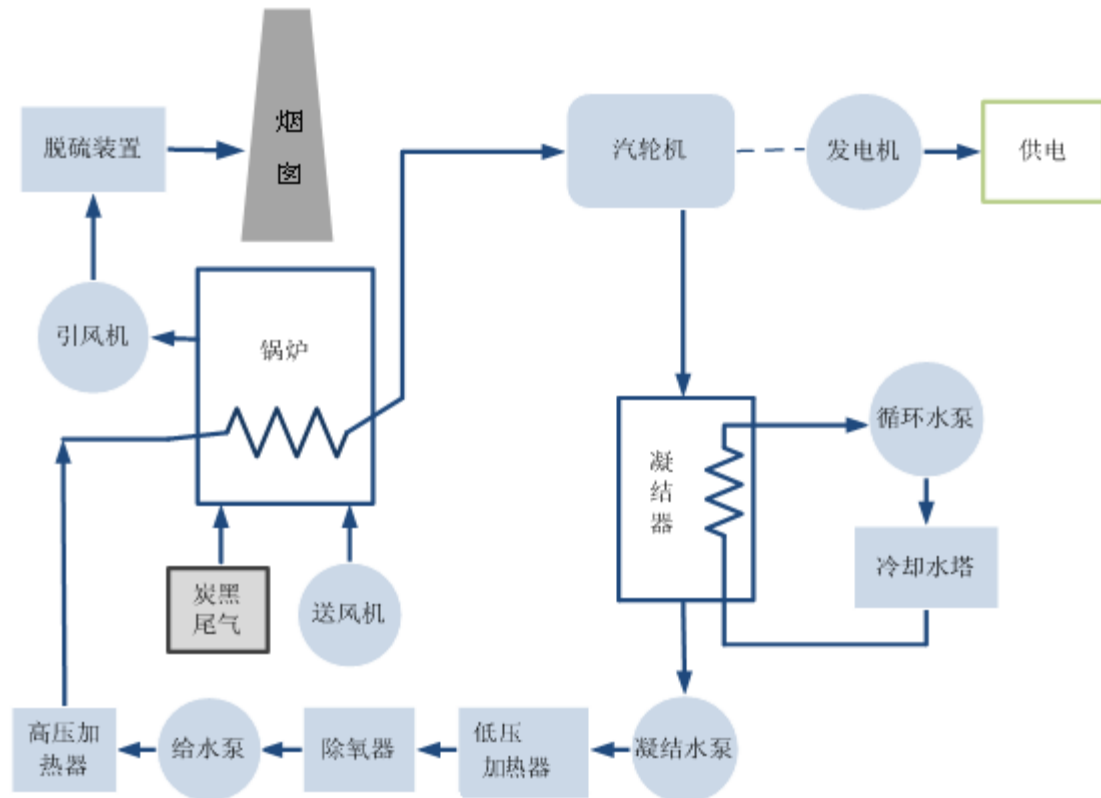 烟
囱
脱硫装置
汽轮机
发电机
供电
引风机
锅炉
循环水泵
凝
结
器
冷却水塔
炭黑
尾气
送风机
高压加
热器
给水泵
除氧器
低压
加热器
凝结水泵